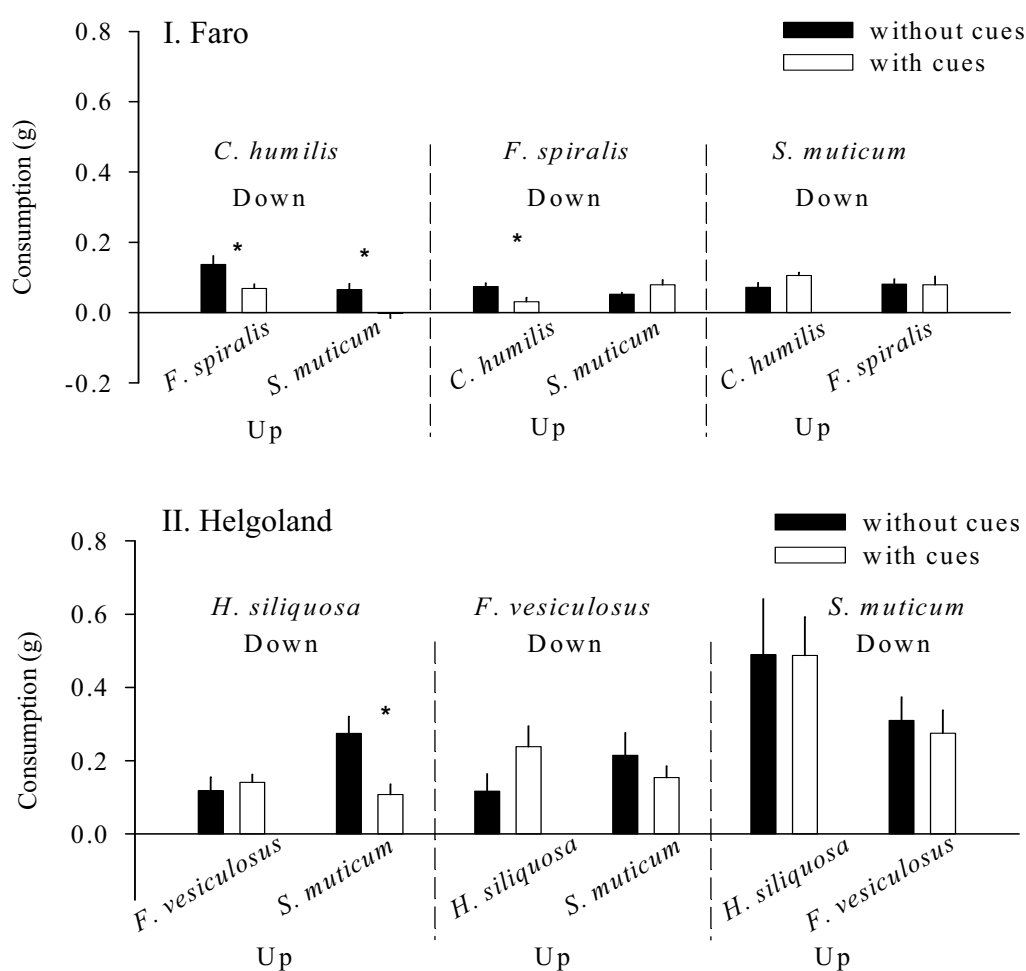 I. Faro
without cues
with cues
Consumption (g)
0.8
0.6
0.4
0.2
0.0
-0.2
C. humilis
F. spiralis
S. muticum
Down
Down
Down
*
*
*
F. spiralis
S. muticum
C. humilis
S. muticum
C. humilis
F. spiralis
Up
Up
Up
II. Helgoland
without cues
with cues
Consumption (g)
0.8
0.6
0.4
0.2
0.0
H. siliquosa
F. vesiculosus
S. muticum
Down
Down
Down
*
F. vesiculosus
S. muticum
H. siliquosa
S. muticum
H. siliquosa
F. vesiculosus
Up
Up
Up